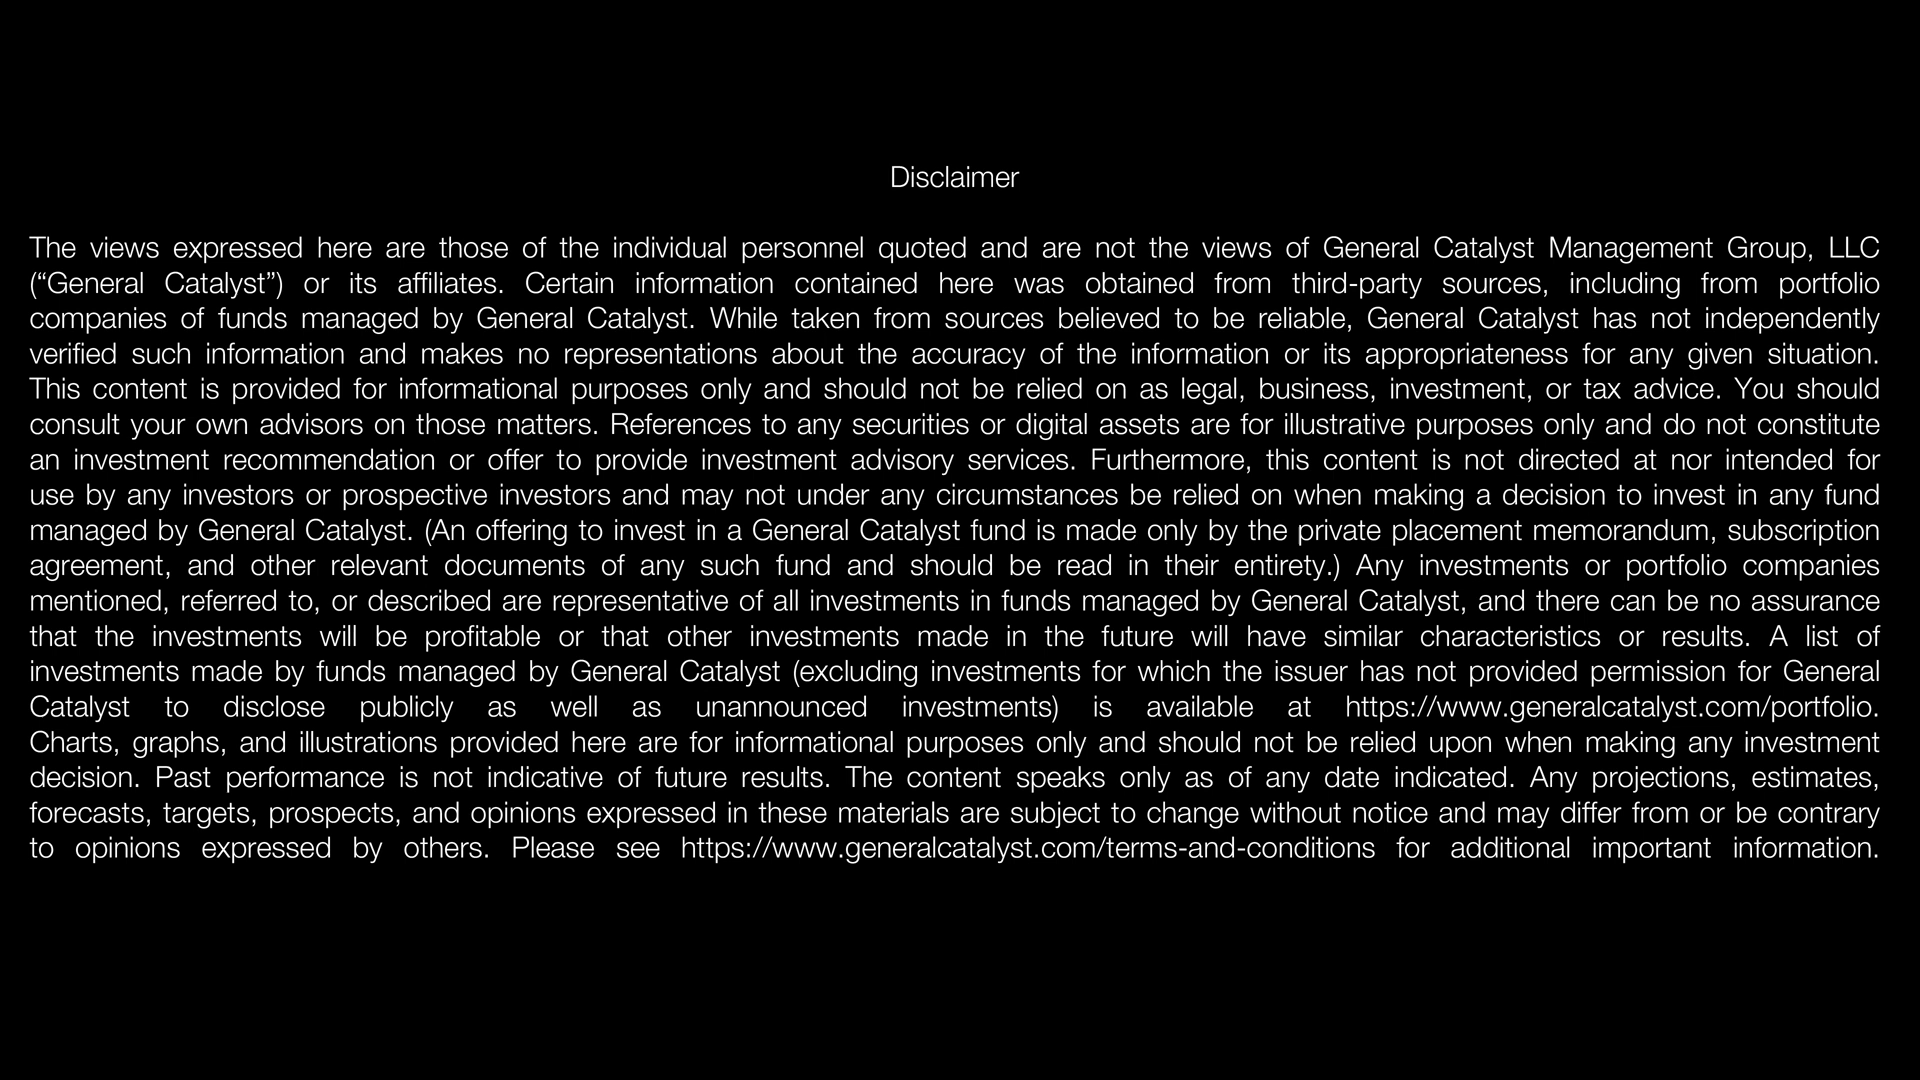 Disclaimer
The views expressed here are those of the individual personnel quoted and are not the views of General Catalyst Management Group, LLC
(“General Catalyst”) or its affiliates. Certain information contained here was obtained from third-party sources, including from portfolio
companies of funds managed by General Catalyst. While taken from sources believed to be reliable, General Catalyst has not independently
verified such information and makes no representations about the accuracy of the information or its appropriateness for any given situation.
This content is provided for informational purposes only and should not be relied on as legal, business, investment, or tax advice. You should
consult your own advisors on those matters. References to any securities or digital assets are for illustrative purposes only and do not constitute
an investment recommendation or offer to provide investment advisory services. Furthermore, this content is not directed at nor intended for
use by any investors or prospective investors and may not under any circumstances be relied on when making a decision to invest in any fund
managed by General Catalyst. (An offering to invest in a General Catalyst fund is made only by the private placement memorandum, subscription
agreement, and other relevant documents of any such fund and should be read in their entirety.) Any investments or portfolio companies
mentioned, referred to, or described are representative of all investments in funds managed by General Catalyst, and there can be no assurance
that the investments will be profitable or that other investments made in the future will have similar characteristics or results. A list of
investments made by funds managed by General Catalyst (excluding investments for which the issuer has not provided permission for General
Catalyst to disclose publicly as well as unannounced investments) is available at https://www.generalcatalyst.com/portfolio.
Charts, graphs, and illustrations provided here are for informational purposes only and should not be relied upon when making any investment
decision. Past performance is not indicative of future results. The content speaks only as of any date indicated. Any projections, estimates,
forecasts, targets, prospects, and opinions expressed in these materials are subject to change without notice and may differ from or be contrary
to opinions expressed by others. Please see https://www.generalcatalyst.com/terms-and-conditions for additional important information.